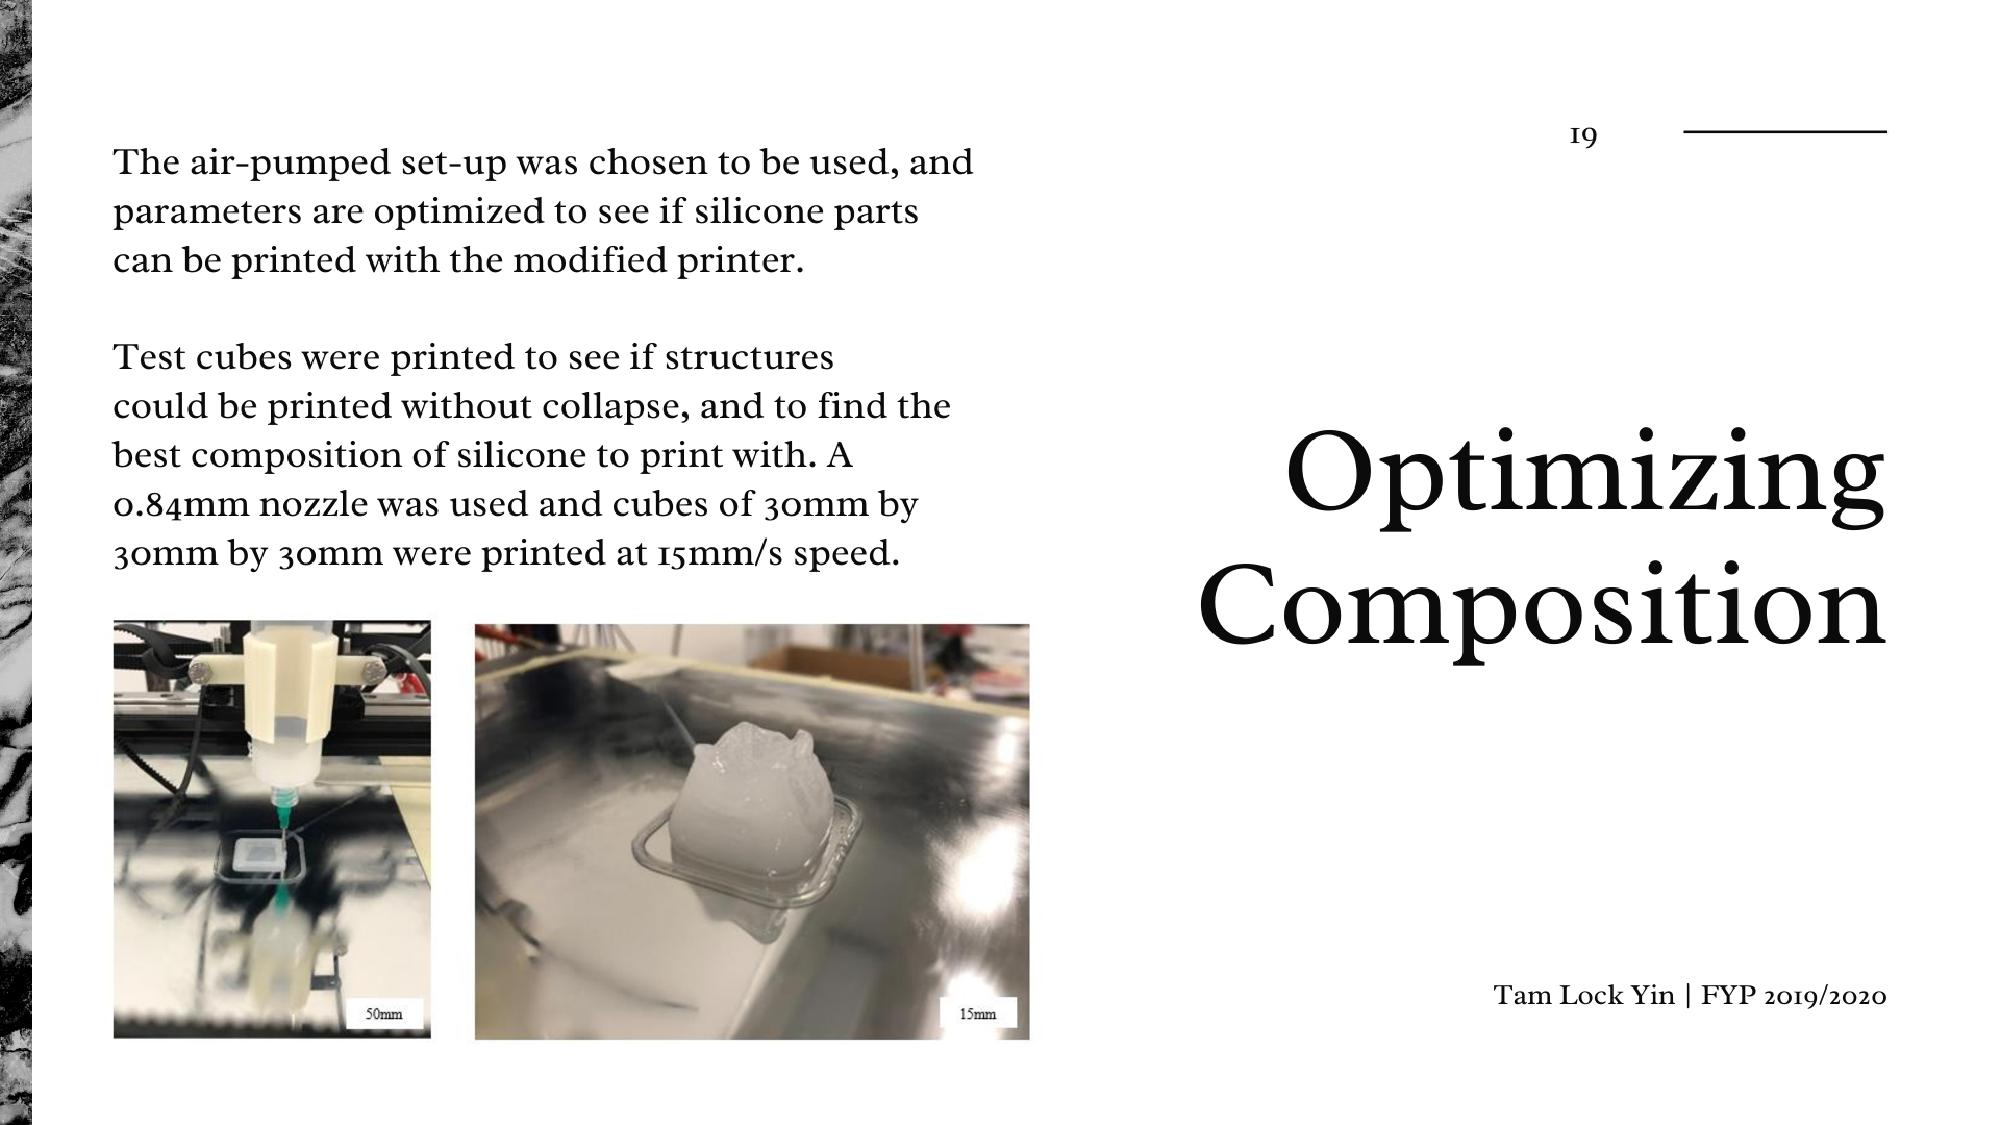 The air-pumped set-up was chosen to be used, and
parameters are optimized to see if silicone parts
can be printed with the modified printer.
Test cubes were printed to see if structures
could be printed without collapse, and to find the
best composition of silicone to print with. A
0.84mm nozzle was used and cubes of 30mm by
30mm by 30mm were printed at 15mm/s speed.
50mm
15mm
19
Optimizing
Composition
Tam Lock Yin | FYP 2019/2020